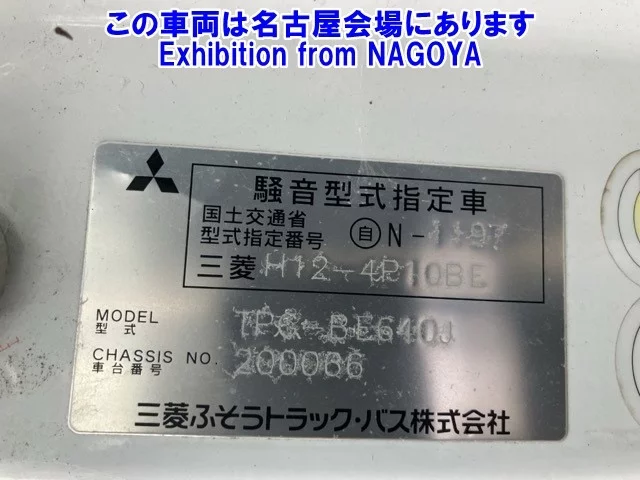 この車両は名古屋会場にあります
Exhibition from NAGOYA
騒音型式指定車
国土交通省
型式指定番号 自 N-1197
三菱 H12-4P10BE
MODEL
型式 TPG-BE640J
CHASSIS NO.
車台番号 200086
三菱ふそうトラック・バス株式会社